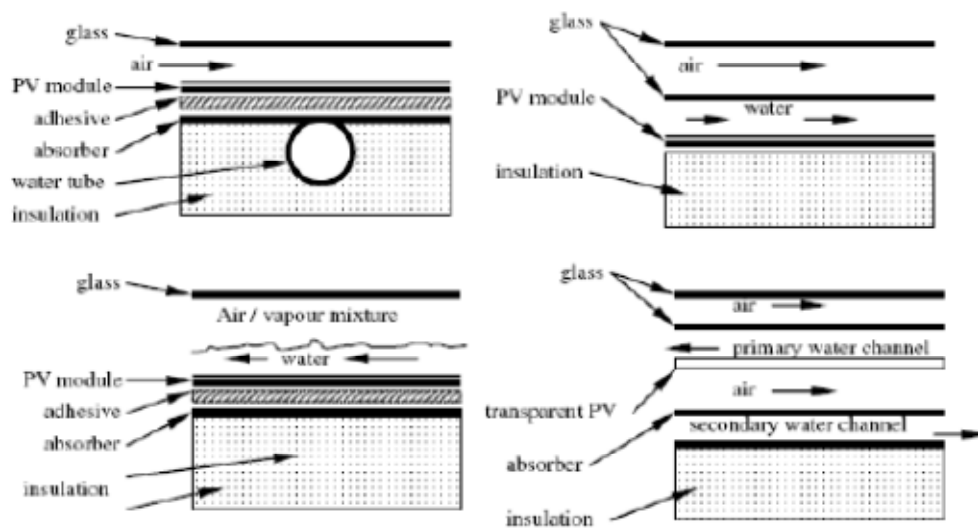 glass
air
PV module
adhesive
absorber
water tube
insulation
glass
air
water
PV module
insulation
glass
Air / vapour mixture
water
PV module
adhesive
absorber
insulation
glass
air
primary water channel
air
transparent PV
secondary water channel
absorber
insulation